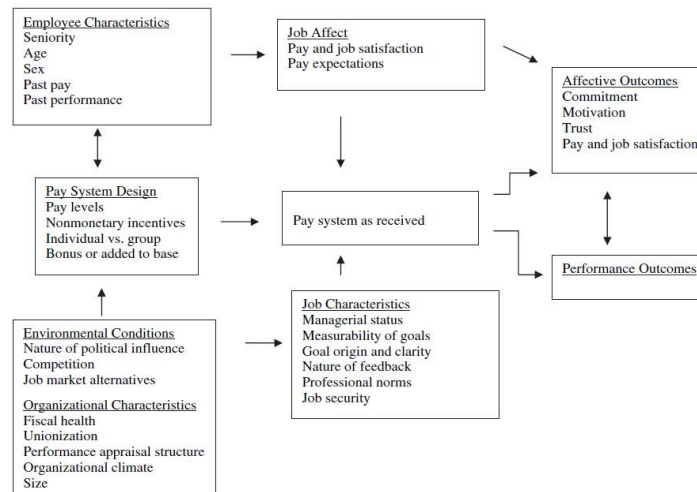 Employee Characteristics
Seniority
Age
Sex
Past pay
Past performance
Job Affect
Pay and job satisfaction
Pay expectations
Affective Outcomes
Commitment
Motivation
Trust
Pay and job satisfaction
Pay System Design
Pay levels
Nonmonetary incentives
Individual vs. group
Bonus or added to base
Pay system as received
Performance Outcomes
Environmental Conditions
Nature of political influence
Competition
Job market alternatives
Organizational Characteristics
Fiscal health
Unionization
Performance appraisal structure
Organizational climate
Size
Job Characteristics
Managerial status
Measurability of goals
Goal origin and clarity
Nature of feedback
Professional norms
Job security